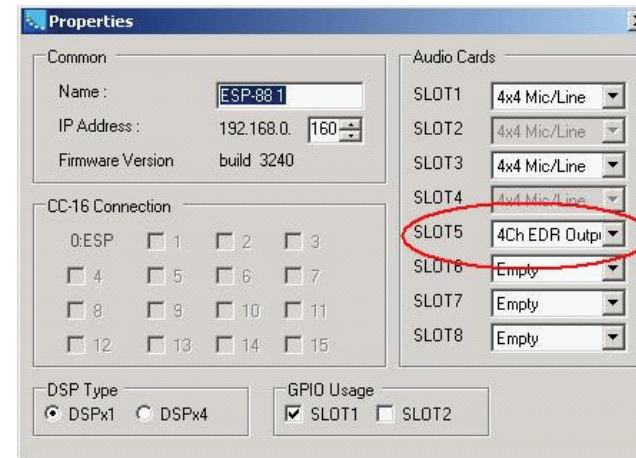 Properties
Common
Name :
ESP-88 1
IP Address :
192.168.0. 160
Firmware Version
build 3240
CC-16 Connection
0:ESP 1 2 3
4 5 6 7
8 9 10 11
12 13 14 15
DSP Type
DSPx1 DSPx4
GPIO Usage
SLOT1 SLOT2
Audio Cards
SLOT1 4x4 Mic/Line
SLOT2 4x4 Mic/Line
SLOT3 4x4 Mic/Line
SLOT4 4x4 Mic/Line
SLOT5 4Ch EDR Outpu
SLOT6 Empty
SLOT7 Empty
SLOT8 Empty